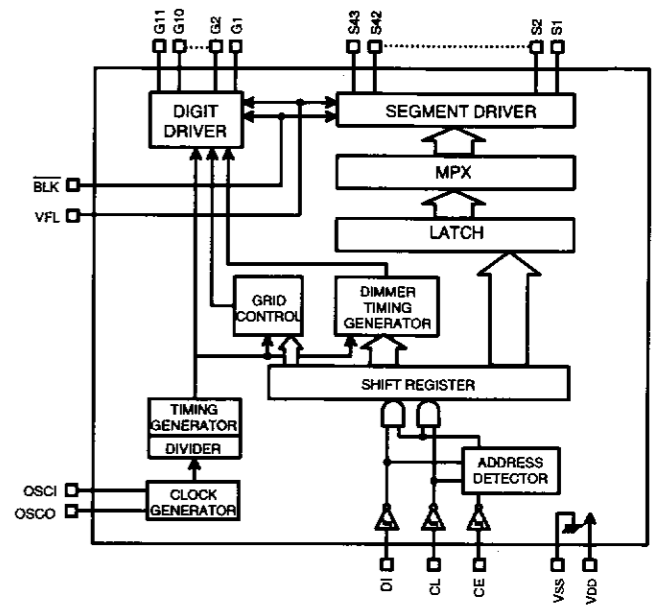 G11 G10 G2 G1 S43 S42 S2 S1
DIGIT
DRIVER
SEGMENT DRIVER
MPX
BLK
VFL
LATCH
GRID
CONTROL
DIMMER
TIMING
GENERATOR
SHIFT REGISTER
TIMING
GENERATOR
DIVIDER
ADDRESS
DETECTOR
OSCI
OSCO
CLOCK
GENERATOR
DI CL CE VSS VDD